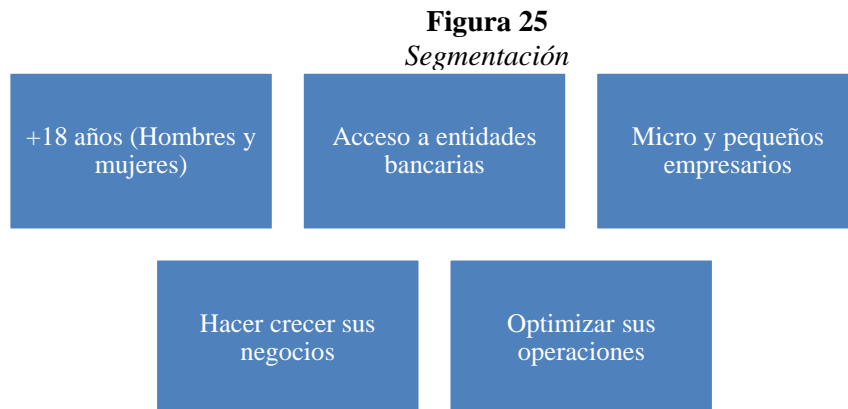 Figura 25
Segmentación
+18 años (Hombres y
mujeres)
Acceso a entidades
bancarias
Micro y pequeños
empresarios
Hacer crecer sus
negocios
Optimizar sus
operaciones